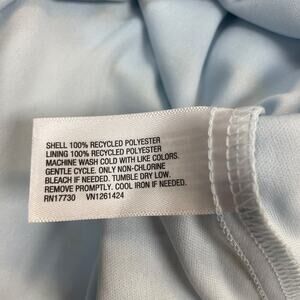 SHELL 100% RECYCLED POLYESTER
LINING 100% RECYCLED POLYESTER
MACHINE WASH COLD WITH LIKE COLORS.
GENTLE CYCLE. ONLY NON-CHLORINE
BLEACH IF NEEDED. TUMBLE DRY LOW.
REMOVE PROMPTLY. COOL IRON IF NEEDED.
RN17730 VN1261424